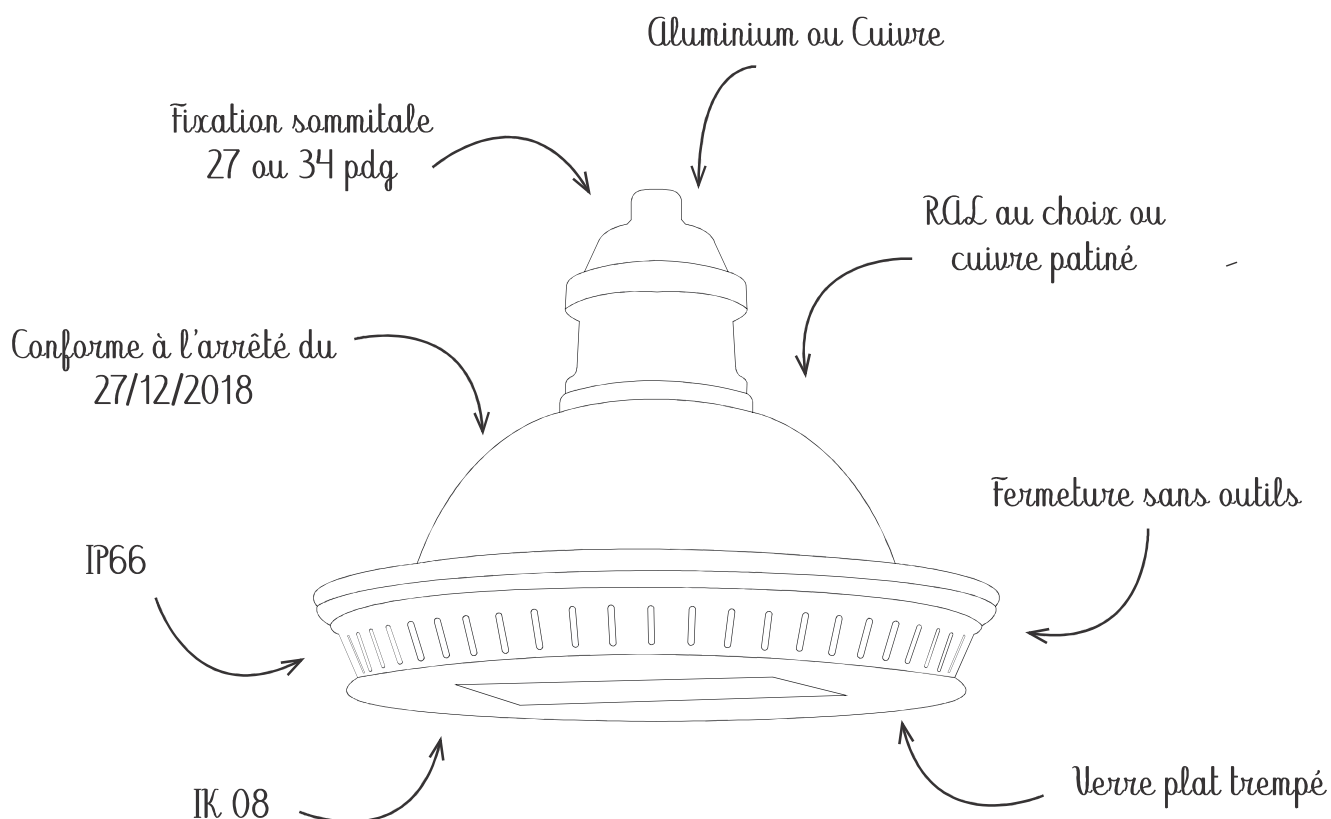 Aluminium ou Cuivre
Fixation sommitale
27 ou 34 pdg
RAL au choix ou
cuivre patiné
Conforme à l'arrêté du
27/12/2018
Fermeture sans outils
IP66
Verre plat trempé
IK 08